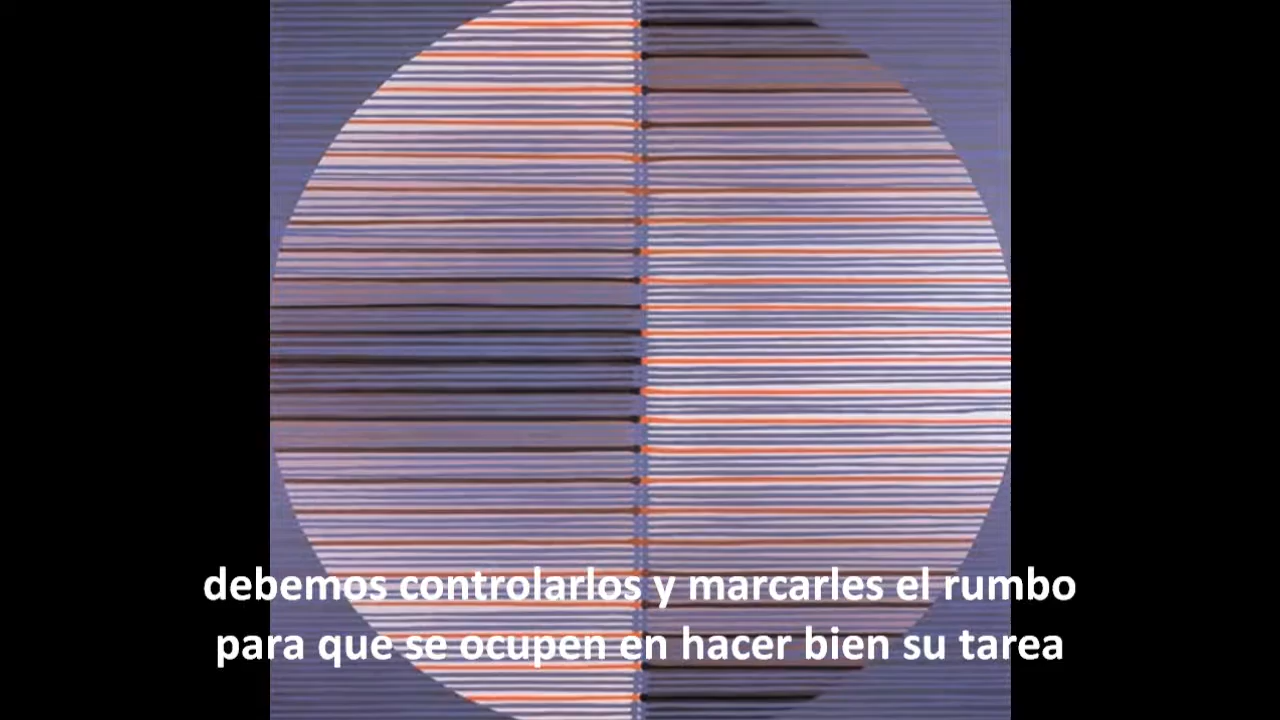 debemos controlarlos y marcarles el rumbo
para que se ocupen en hacer bien su tarea